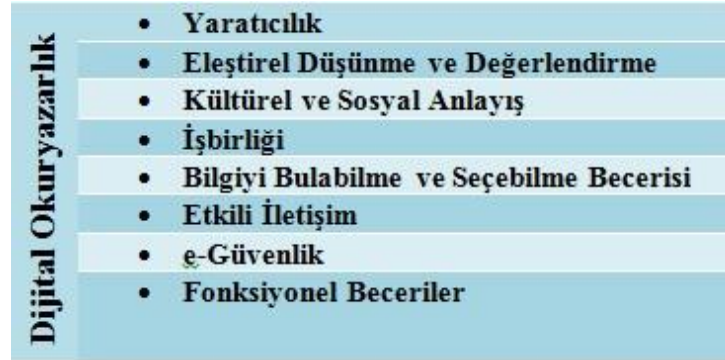 Dijital Okuryazarlık
• Yaratıcılık
• Eleştirel Düşünme ve Değerlendirme
• Kültürel ve Sosyal Anlayış
• İşbirliği
• Bilgiyi Bulabilme ve Seçebilme Becerisi
• Etkili İletişim
• e-Güvenlik
• Fonksiyonel Beceriler